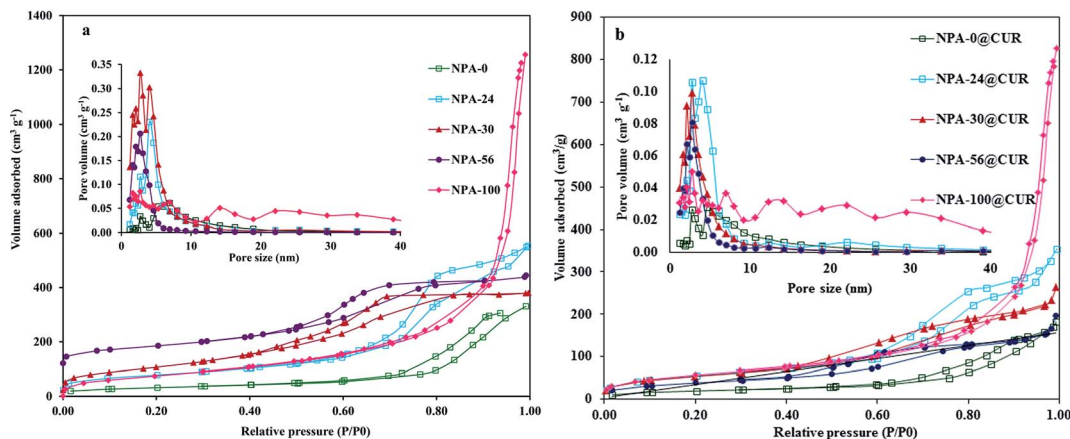 a
Volume adsorbed (cm³ g⁻¹)
1400
1200
1000
800
600
400
200
0
0.00 0.20 0.40 0.60 0.80 1.00
Relative pressure (P/P0)
Pore volume (cm³ g⁻¹)
0.40
0.35
0.30
0.25
0.20
0.15
0.10
0.05
0.00
0 10 20 30 40
Pore size (nm)
NPA-0
NPA-24
NPA-30
NPA-56
NPA-100
b
Volume adsorbed (cm³/g)
900
800
700
600
500
400
300
200
100
0
0.00 0.20 0.40 0.60 0.80 1.00
Relative pressure (P/P0)
Pore volume (cm³ g⁻¹)
0.12
0.10
0.08
0.06
0.04
0.02
0.00
0 10 20 30 40
Pore size (nm)
NPA-0@CUR
NPA-24@CUR
NPA-30@CUR
NPA-56@CUR
NPA-100@CUR